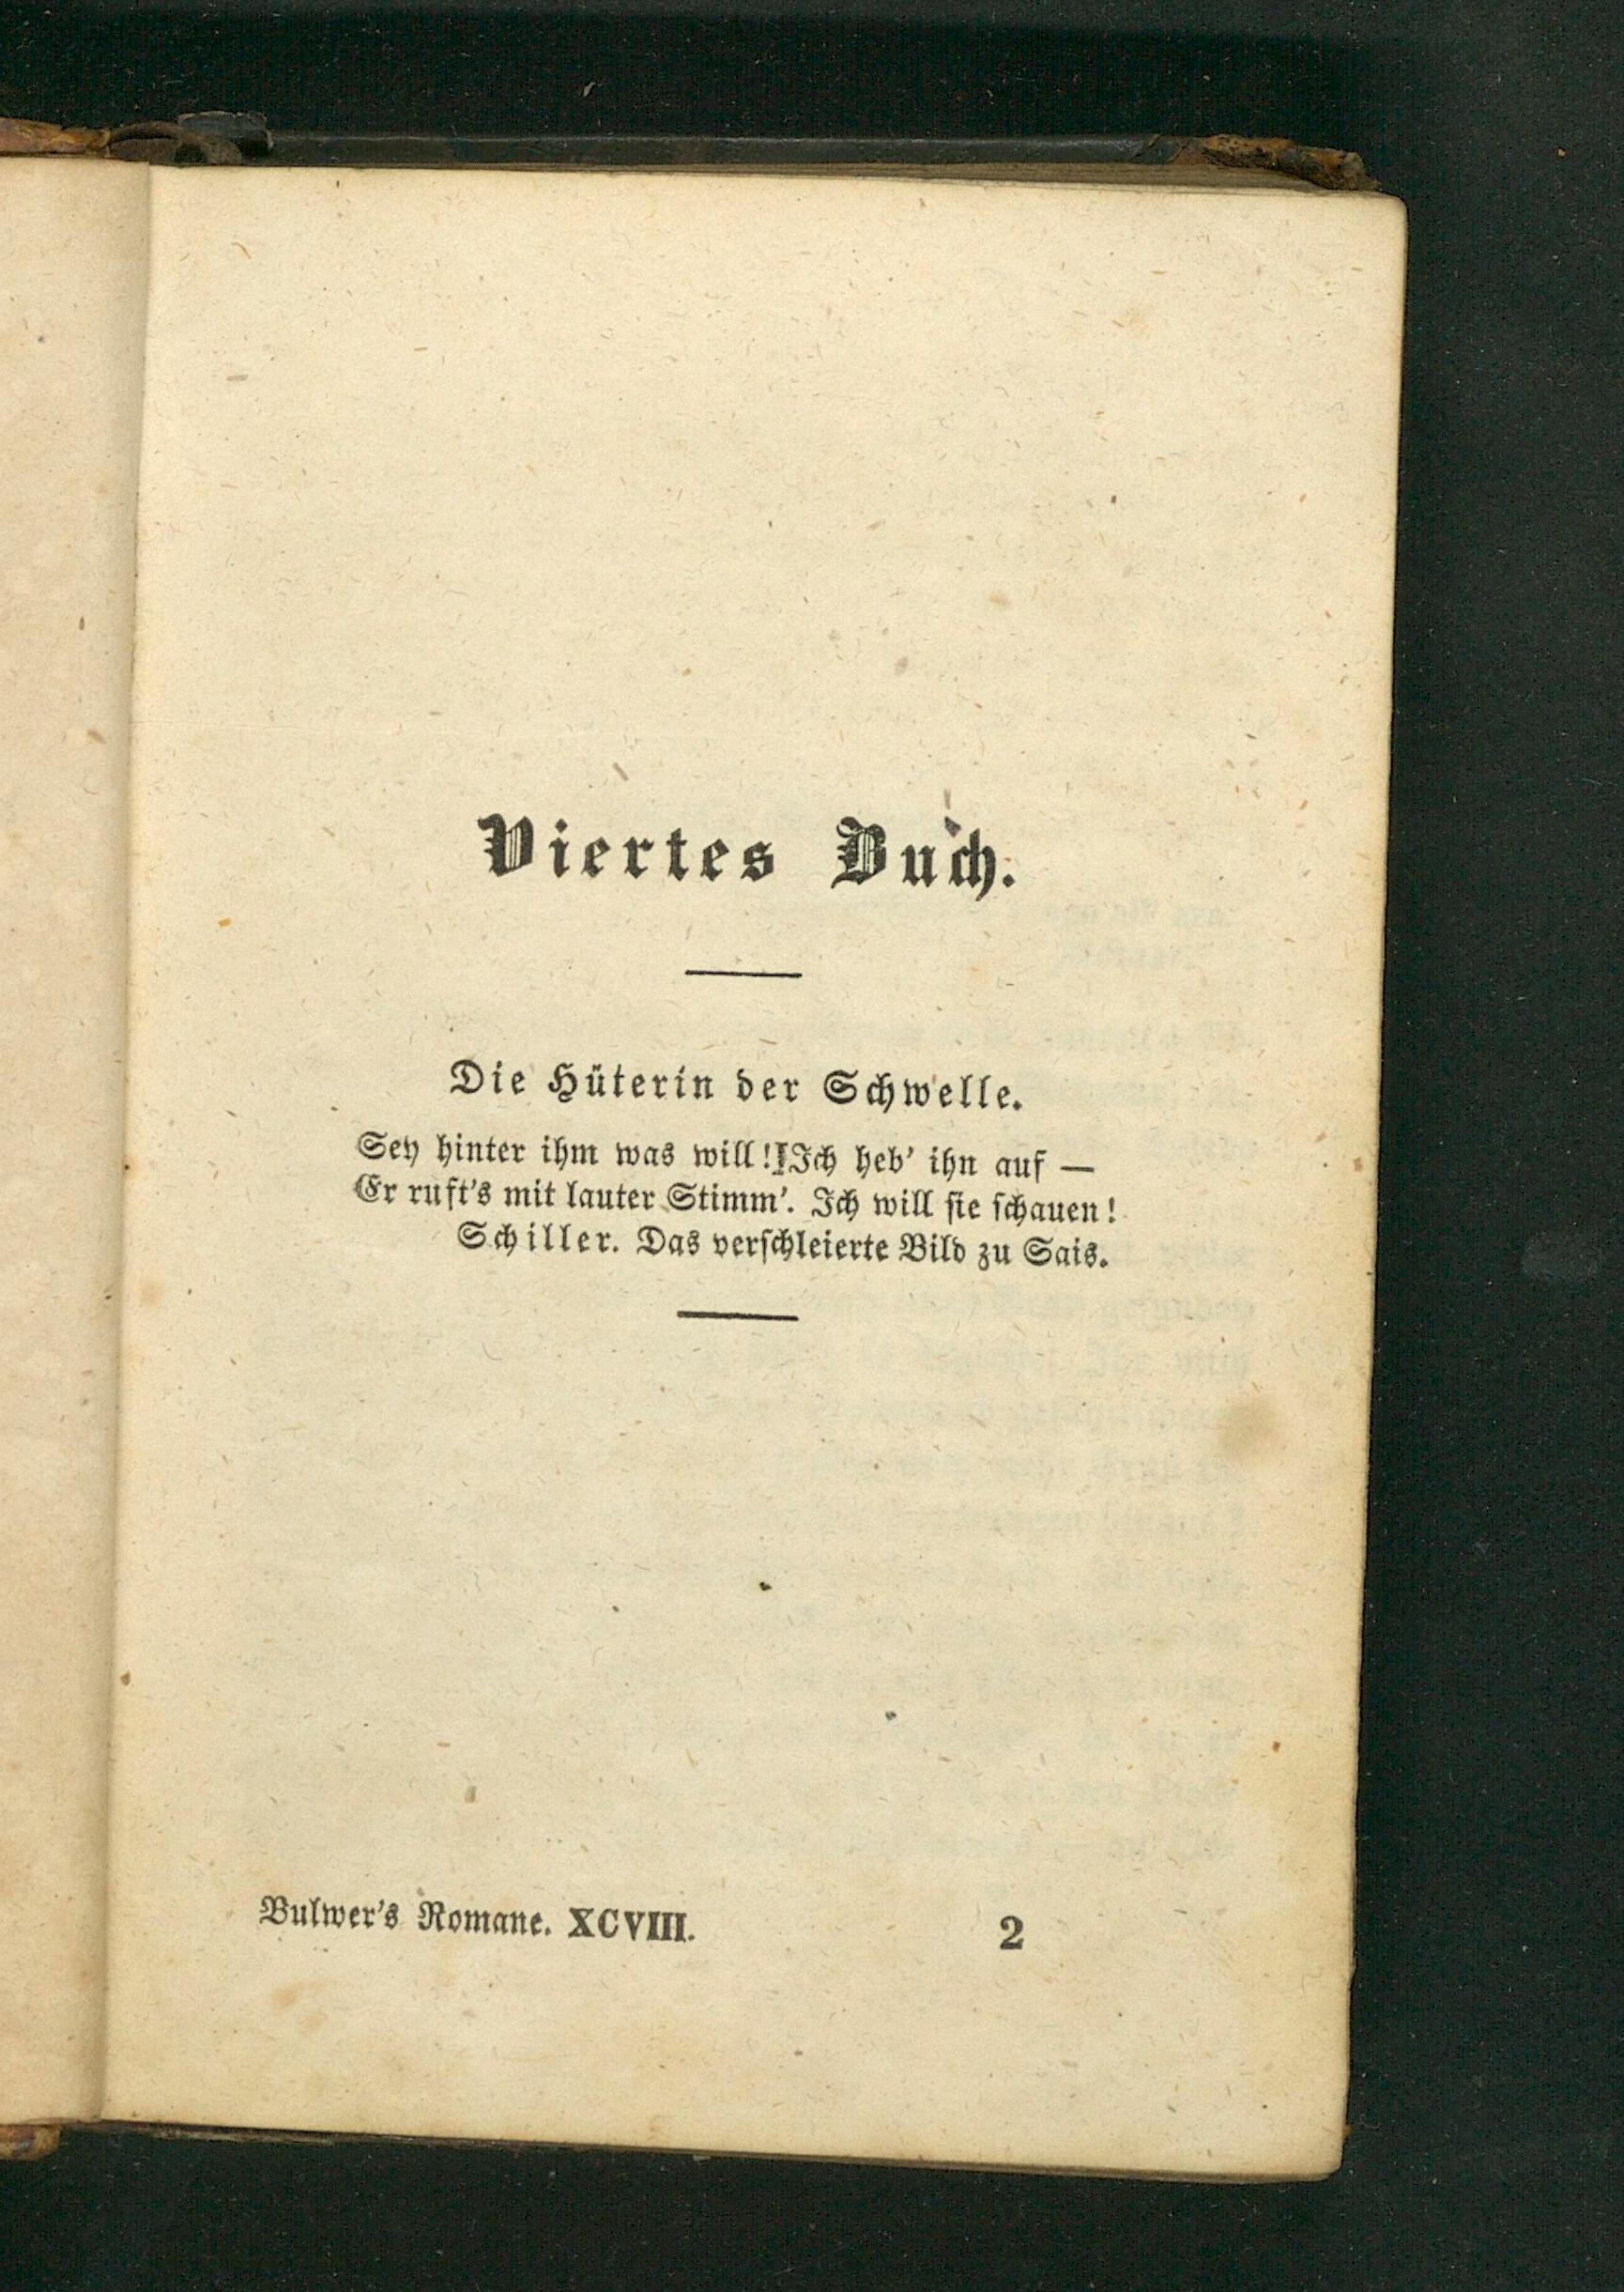 Viertes Buch.
Die Hüterin der Schwelle.
Sey hinter ihm was will! Ich heb' ihn auf —
Er ruft's mit lauter Stimm'. Ich will sie schauen!
Schiller. Das verschleierte Bild zu Sais.
Bulwer's Romane. XCVIII. 2